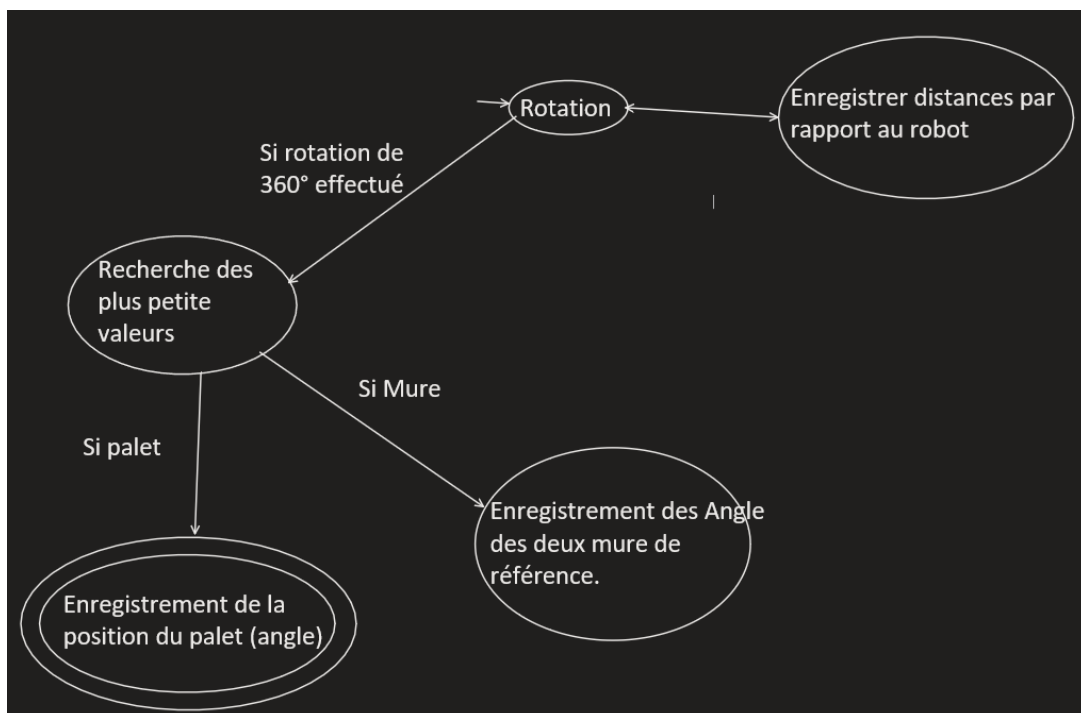 Rotation
Enregistrer distances par
rapport au robot
Si rotation de
360° effectué
Recherche des
plus petite
valeurs
Si Mure
Si palet
Enregistrement des Angle
des deux mure de
référence.
Enregistrement de la
position du palet (angle)